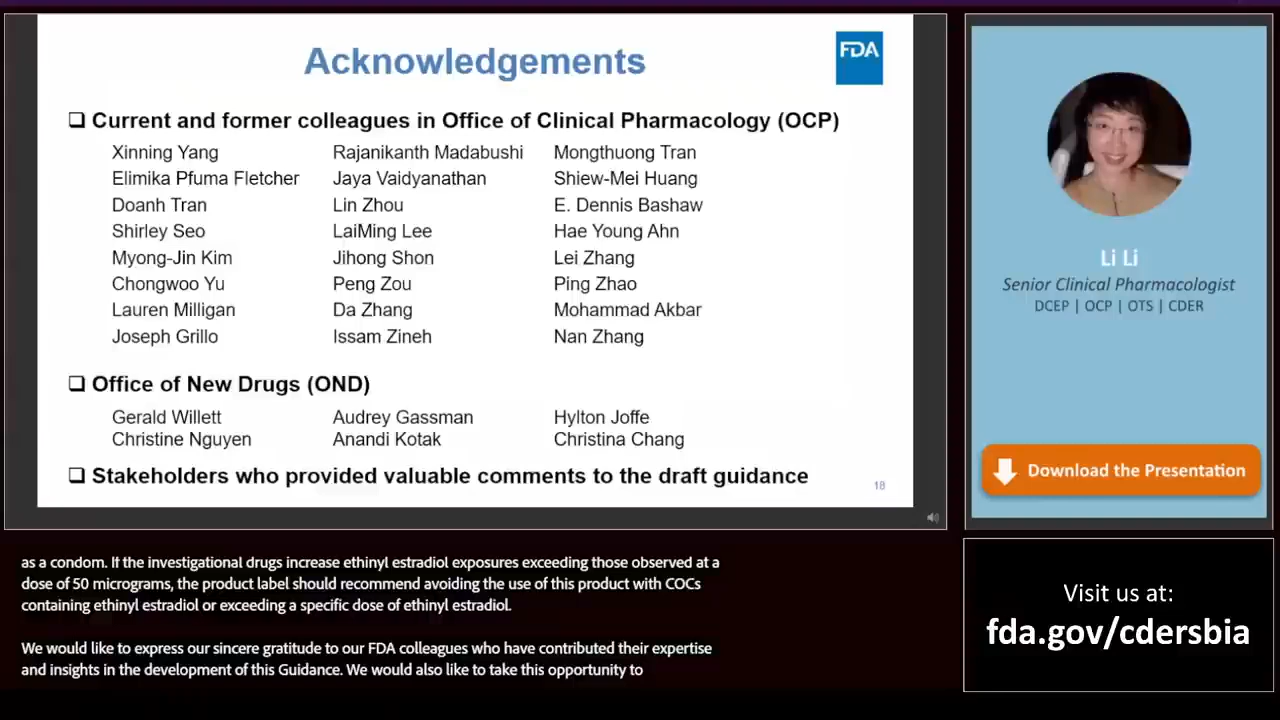 Acknowledgements
FDA
❑ Current and former colleagues in Office of Clinical Pharmacology (OCP)
Xinning Yang Rajanikanth Madabushi Mongthuong Tran
Elimika Pfuma Fletcher Jaya Vaidyanathan Shiew-Mei Huang
Doanh Tran Lin Zhou E. Dennis Bashaw
Shirley Seo LaiMing Lee Hae Young Ahn
Myong-Jin Kim Jihong Shon Lei Zhang
Chongwoo Yu Peng Zou Ping Zhao
Lauren Milligan Da Zhang Mohammad Akbar
Joseph Grillo Issam Zineh Nan Zhang
❑ Office of New Drugs (OND)
Gerald Willett Audrey Gassman Hylton Joffe
Christine Nguyen Anandi Kotak Christina Chang
❑ Stakeholders who provided valuable comments to the draft guidance
18
Li Li
Senior Clinical Pharmacologist
DCEP | OCP | OTS | CDER
Download the Presentation
as a condom. If the investigational drugs increase ethinyl estradiol exposures exceeding those observed at a
dose of 50 micrograms, the product label should recommend avoiding the use of this product with COCs
containing ethinyl estradiol or exceeding a specific dose of ethinyl estradiol.
We would like to express our sincere gratitude to our FDA colleagues who have contributed their expertise
and insights in the development of this Guidance. We would also like to take this opportunity to
Visit us at:
fda.gov/cdersbia